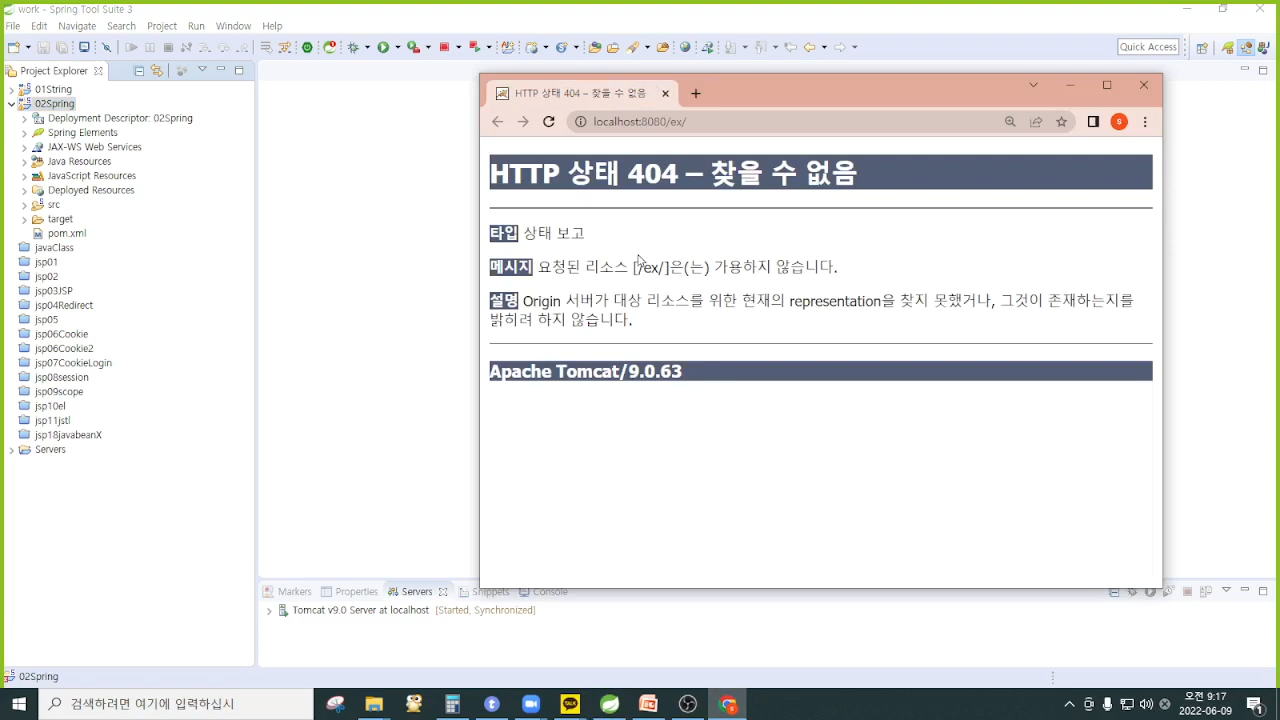 work - Spring Tool Suite 3
File Edit Navigate Search Project Run Window Help
Quick Access
Project Explorer
01String
02Spring
Deployment Descriptor: 02Spring
Spring Elements
JAX-WS Web Services
Java Resources
JavaScript Resources
Deployed Resources
src
target
pom.xml
javaClass
jsp01
jsp02
jsp03JSP
jsp04Redirect
jsp05
jsp06Cookie
jsp06Cookie2
jsp07CookieLogin
jsp08session
jsp09scope
jsp10el
jsp11jstl
jsp18javabeanX
Servers
HTTP 상태 404 – 찾을 수 없음
localhost:8080/ex/
S
HTTP 상태 404 – 찾을 수 없음
타입 상태 보고
메시지 요청된 리소스 [/ex/]은(는) 가용하지 않습니다.
설명 Origin 서버가 대상 리소스를 위한 현재의 representation을 찾지 못했거나, 그것이 존재하는지를
밝히려 하지 않습니다.
Apache Tomcat/9.0.63
Markers Properties Servers Snippets Console
Tomcat v9.0 Server at localhost [Started, Synchronized]
02Spring
검색하려면 여기에 입력하십시
TALK
오전 9:17
2022-06-09
1